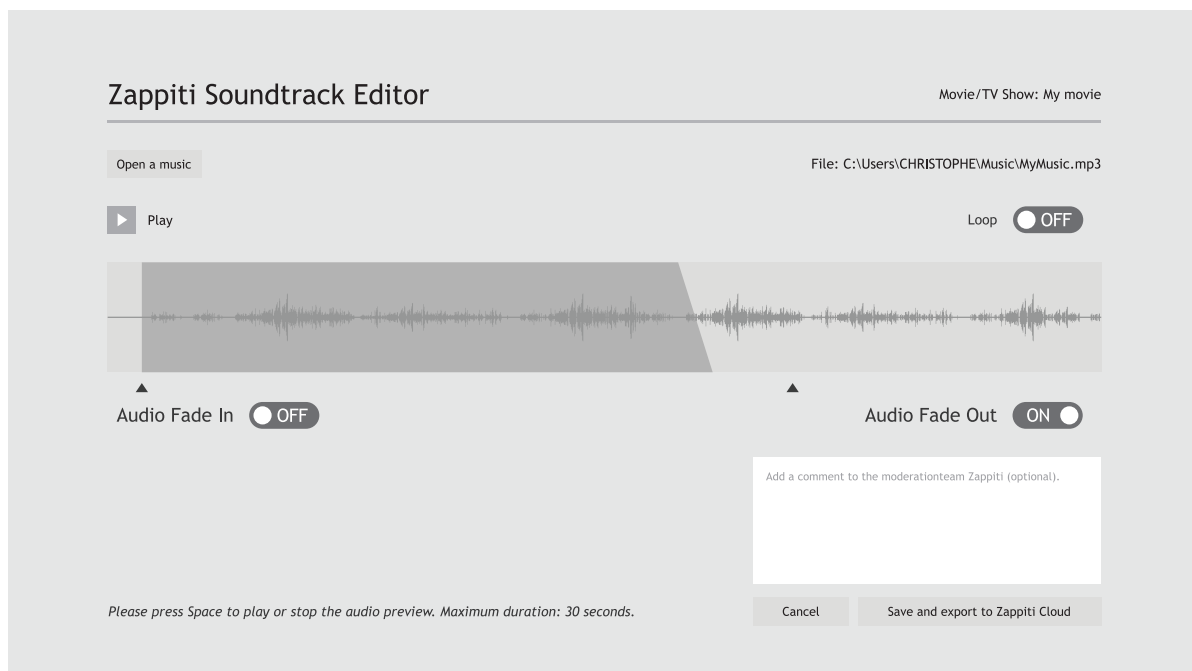 Zappiti Soundtrack Editor
Movie/TV Show: My movie
Open a music
File: C:\Users\CHRISTOPHE\Music\MyMusic.mp3
Play
Loop
OFF
Audio Fade In
OFF
Audio Fade Out
ON
Add a comment to the moderationteam Zappiti (optional).
Please press Space to play or stop the audio preview. Maximum duration: 30 seconds.
Cancel
Save and export to Zappiti Cloud